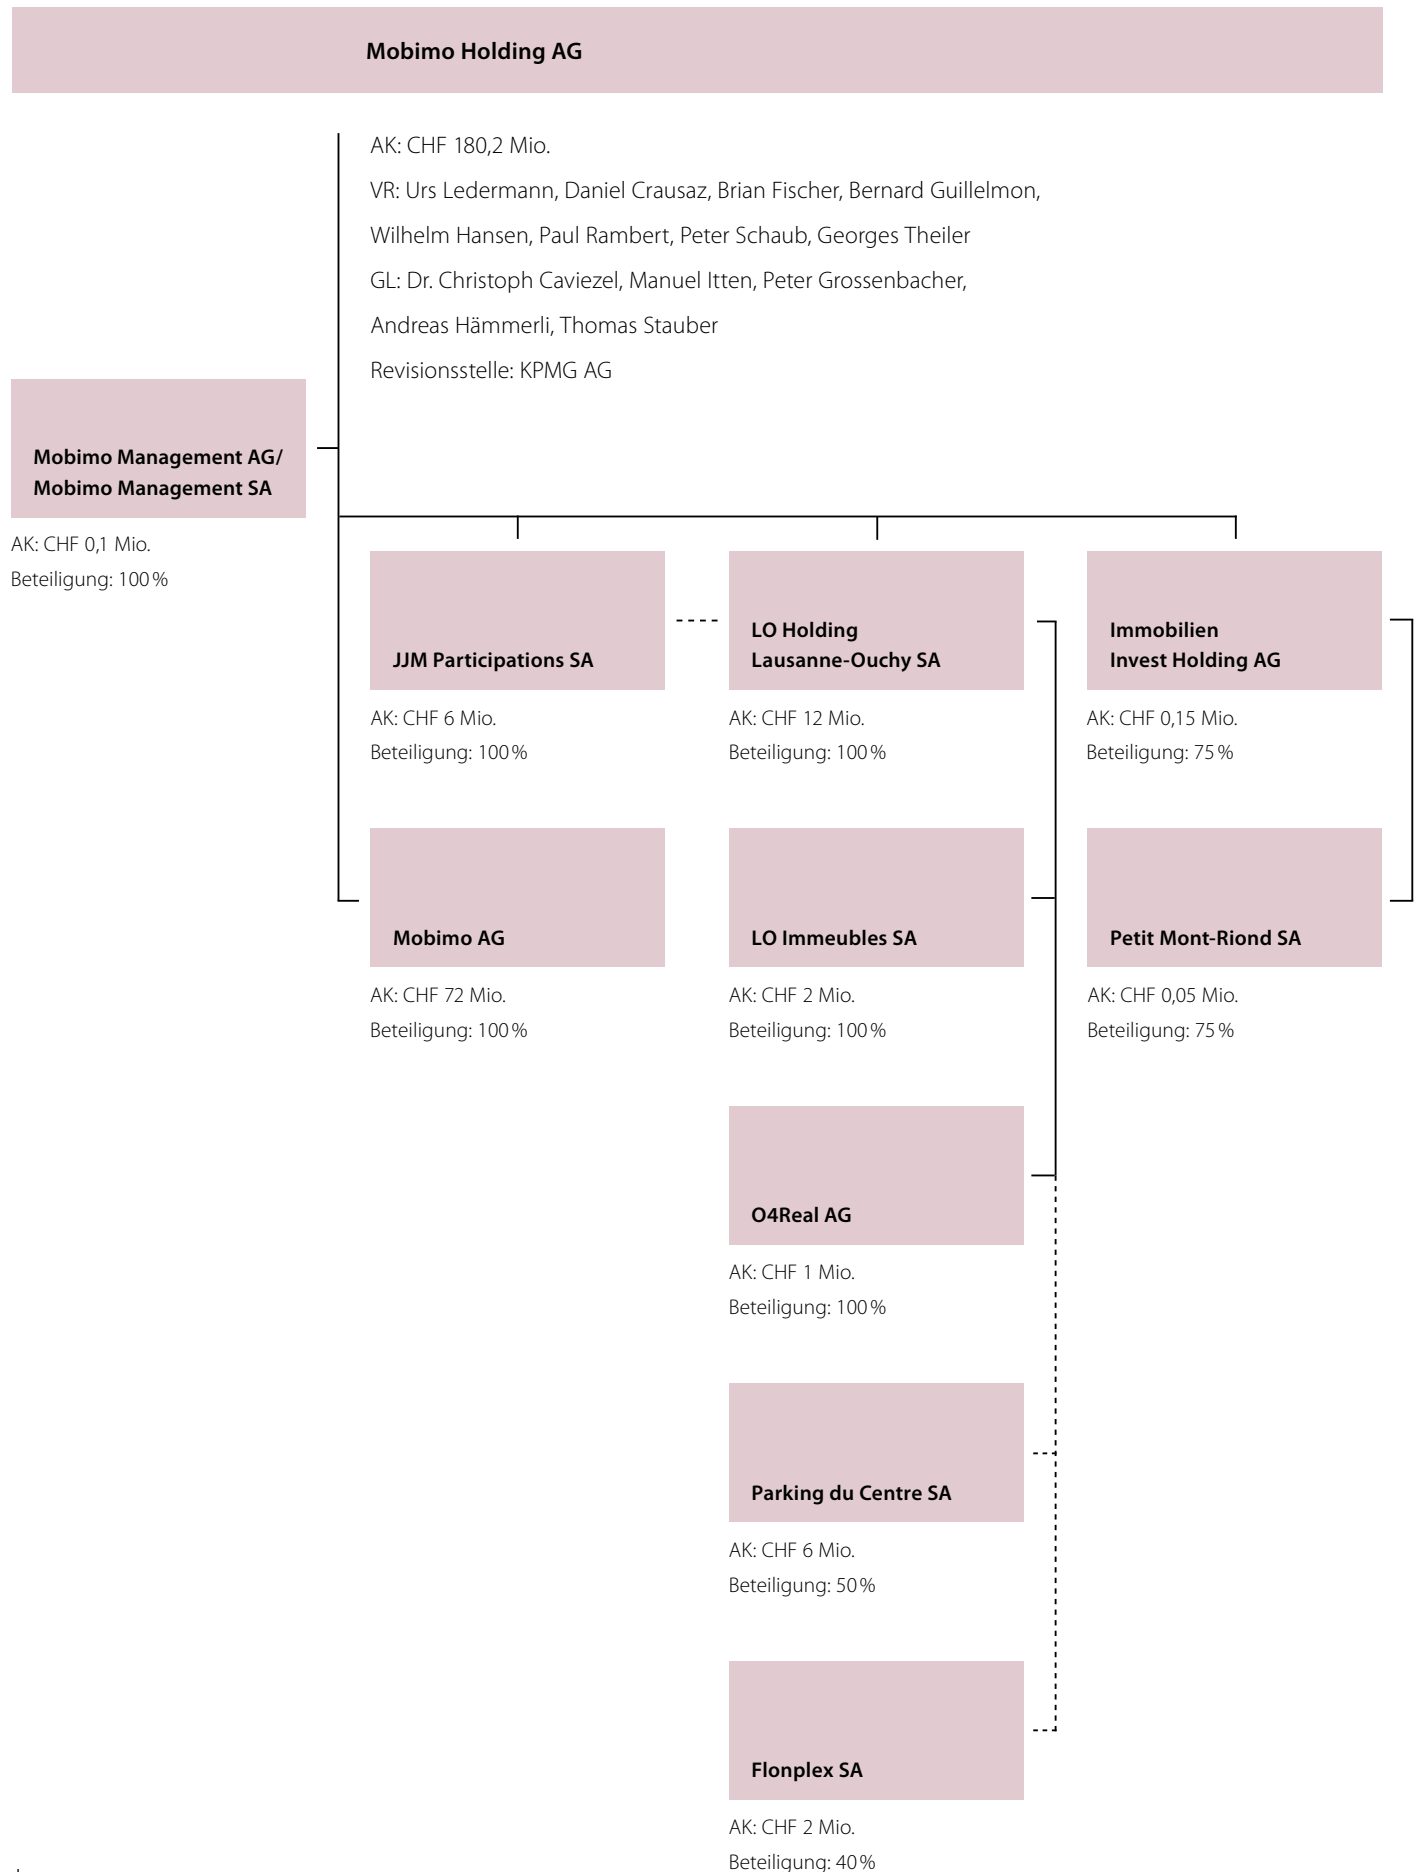 Mobimo Holding AG
AK: CHF 180,2 Mio.
VR: Urs Ledermann, Daniel Crausaz, Brian Fischer, Bernard Guillelmon,
Wilhelm Hansen, Paul Rambert, Peter Schaub, Georges Theiler
GL: Dr. Christoph Caviezel, Manuel Itten, Peter Grossenbacher,
Andreas Hämmerli, Thomas Stauber
Revisionsstelle: KPMG AG
Mobimo Management AG/
Mobimo Management SA
AK: CHF 0,1 Mio.
Beteiligung: 100 %
JJM Participations SA
AK: CHF 6 Mio.
Beteiligung: 100 %
LO Holding
Lausanne-Ouchy SA
AK: CHF 12 Mio.
Beteiligung: 100 %
Immobilien
Invest Holding AG
AK: CHF 0,15 Mio.
Beteiligung: 75 %
Mobimo AG
AK: CHF 72 Mio.
Beteiligung: 100 %
LO Immeubles SA
AK: CHF 2 Mio.
Beteiligung: 100 %
Petit Mont-Riond SA
AK: CHF 0,05 Mio.
Beteiligung: 75 %
O4Real AG
AK: CHF 1 Mio.
Beteiligung: 100 %
Parking du Centre SA
AK: CHF 6 Mio.
Beteiligung: 50 %
Flonplex SA
AK: CHF 2 Mio.
Beteiligung: 40 %